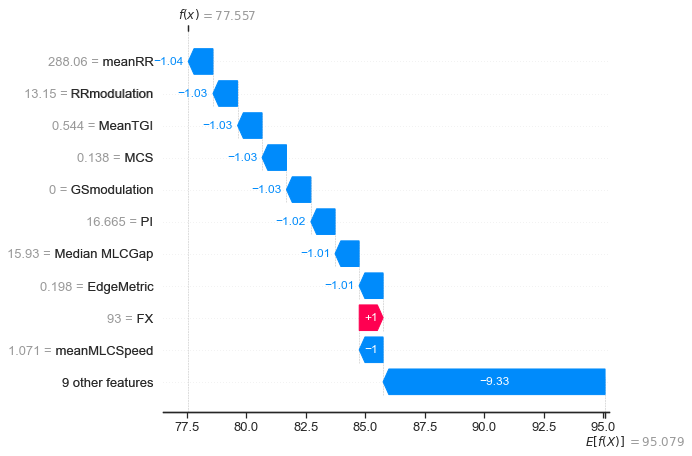 f(x) = 77.557
288.06 = meanRR −1.04
13.15 = RRmodulation −1.03
0.544 = MeanTGI −1.03
0.138 = MCS −1.03
0 = GSmodulation −1.03
16.665 = PI −1.02
15.93 = Median MLCGap −1.01
0.198 = EdgeMetric −1.01
93 = FX +1
1.071 = meanMLCSpeed −1
9 other features −9.33
77.5 80.0 82.5 85.0 87.5 90.0 92.5 95.0
E[f(X)] = 95.079